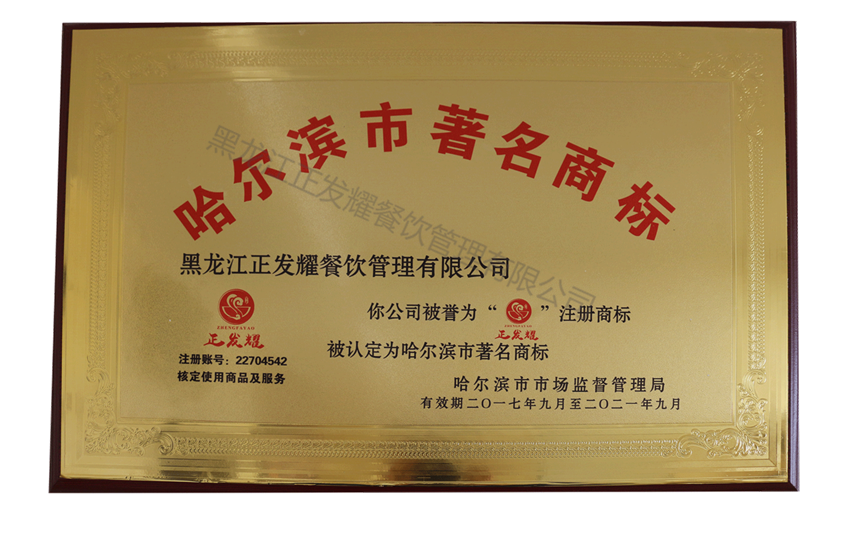 哈尔滨市著名商标
黑龙江正发耀餐饮管理有限公司
黑龙江正发耀餐饮管理有限公司
你公司被誉为“ ”注册商标
ZHENGFAYAO
正发耀
正发耀
被认定为哈尔滨市著名商标
注册账号：22704542
核定使用商品及服务
哈尔滨市市场监督管理局
有效期二〇一七年九月至二〇二一年九月